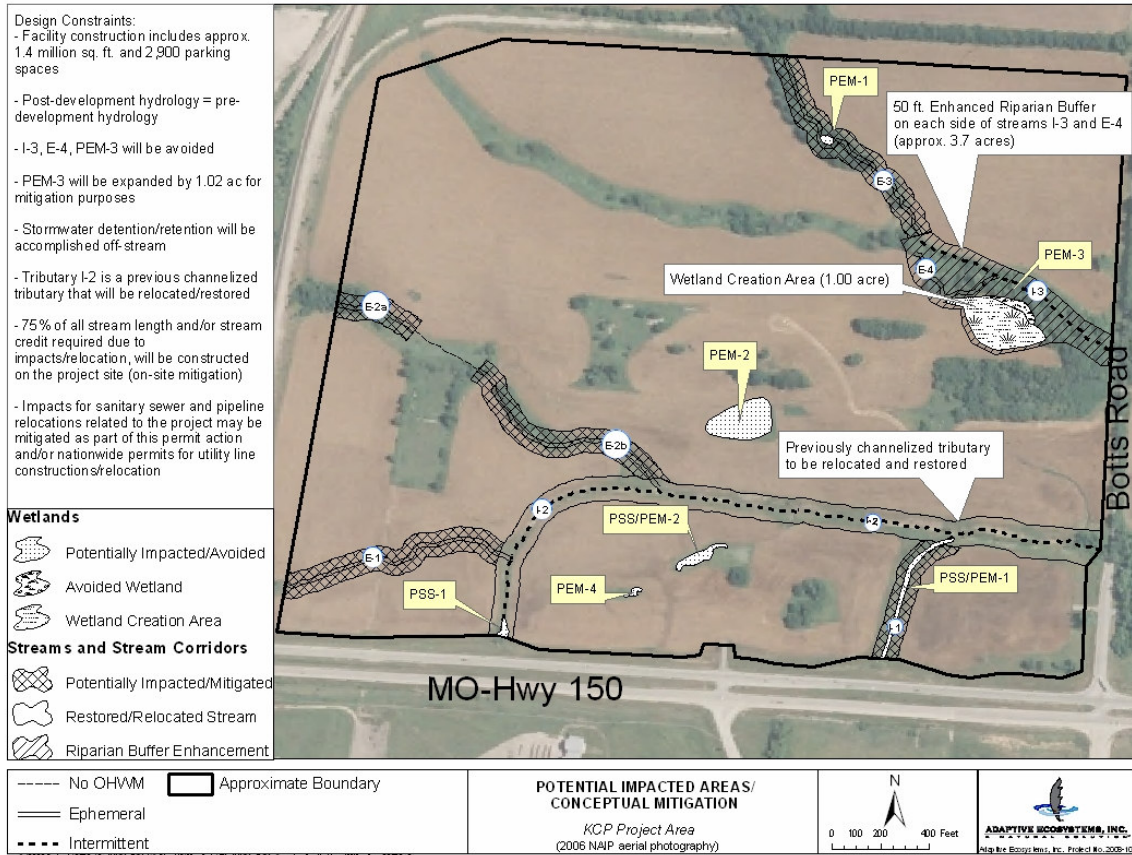 Design Constraints:
- Facility construction includes approx.
1.4 million sq. ft. and 2,900 parking
spaces
- Post-development hydrology = pre-
development hydrology
- I-3, E-4, PEM-3 will be avoided
- PEM-3 will be expanded by 1.02 ac for
mitigation purposes
- Stormwater detention/retention will be
accomplished off-stream
- Tributary I-2 is a previous channelized
tributary that will be relocated/restored
- 75% of all stream length and/or stream
credit required due to
impacts/relocation, will be constructed
on the project site (on-site mitigation)
- Impacts for sanitary sewer and pipeline
relocations related to the project may be
mitigated as part of this permit action
and/or nationwide permits for utility line
constructions/relocation
Wetlands
Potentially Impacted/Avoided
Avoided Wetland
Wetland Creation Area
Streams and Stream Corridors
Potentially Impacted/Mitigated
Restored/Relocated Stream
Riparian Buffer Enhancement
PEM-1
50 ft. Enhanced Riparian Buffer
on each side of streams I-3 and E-4
(approx. 3.7 acres)
E-3
PEM-3
E-4
Wetland Creation Area (1.00 acre)
I-3
E-2a
PEM-2
Botts Road
E-2b
Previously channelized tributary
to be relocated and restored
I-2
PSS/PEM-2
I-2
E-1
PSS-1
PEM-4
PSS/PEM-1
I-1
MO-Hwy 150
No OHWM
Approximate Boundary
Ephemeral
Intermittent
POTENTIAL IMPACTED AREAS/
CONCEPTUAL MITIGATION
KCP Project Area
(2006 NAIP aerial photography)
N
0 100 200 400 Feet
ADAPTIVE ECOSYSTEMS, INC.
A NATURAL SOLUTION
Adaptive Ecosystems, Inc. Project No. 2008-10